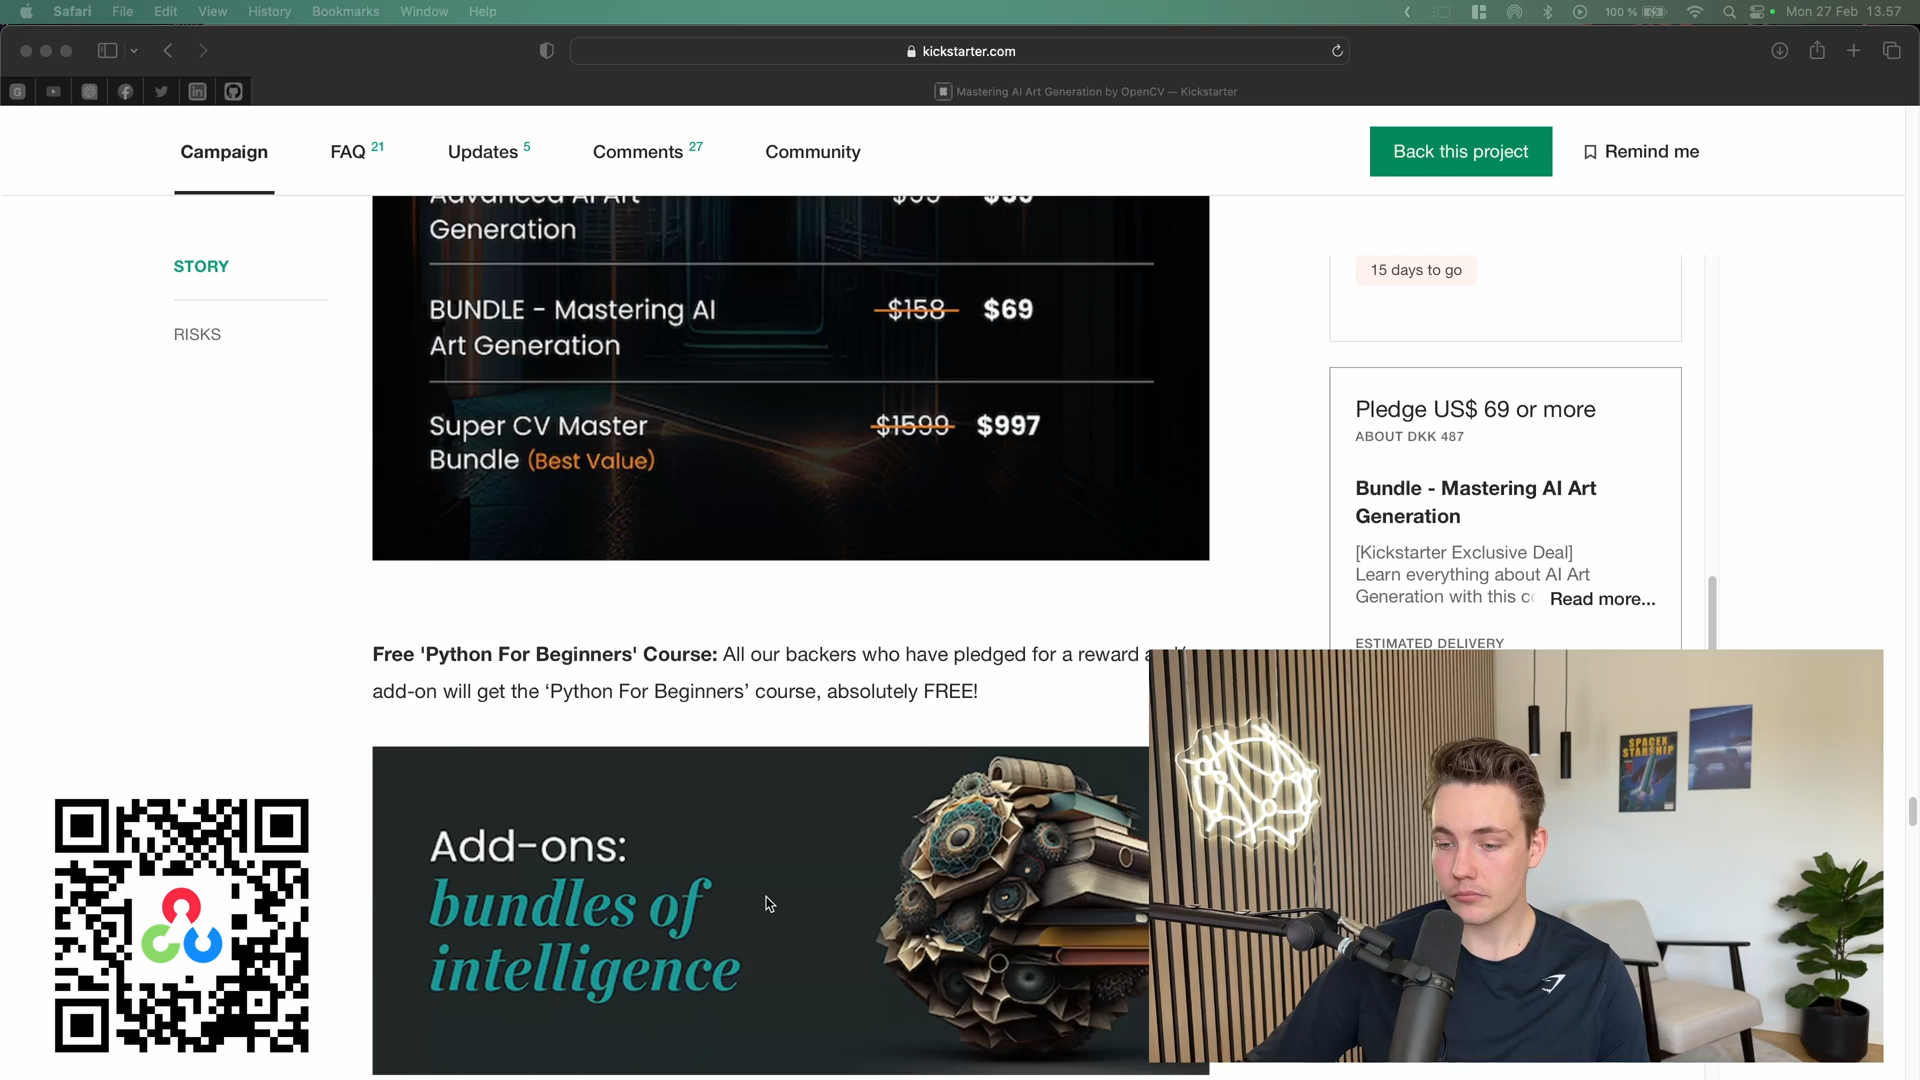 Safari File Edit View History Bookmarks Window Help
100 % Mon 27 Feb 13.57
kickstarter.com
G
Mastering AI Art Generation by OpenCV — Kickstarter
Campaign FAQ 21 Updates 5 Comments 27 Community
Back this project Remind me
STORY
RISKS
Advanced AI Art
Generation
$99
BUNDLE - Mastering AI
Art Generation
$158 $69
Super CV Master
Bundle (Best Value)
$1599 $997
Free 'Python For Beginners' Course: All our backers who have pledged for a reward
add-on will get the ‘Python For Beginners’ course, absolutely FREE!
Add-ons:
bundles of
intelligence
15 days to go
Pledge US$ 69 or more
ABOUT DKK 487
Bundle - Mastering AI Art
Generation
[Kickstarter Exclusive Deal]
Learn everything about AI Art
Generation with this Read more...
ESTIMATED DELIVERY
SPACEX
STARSHIP